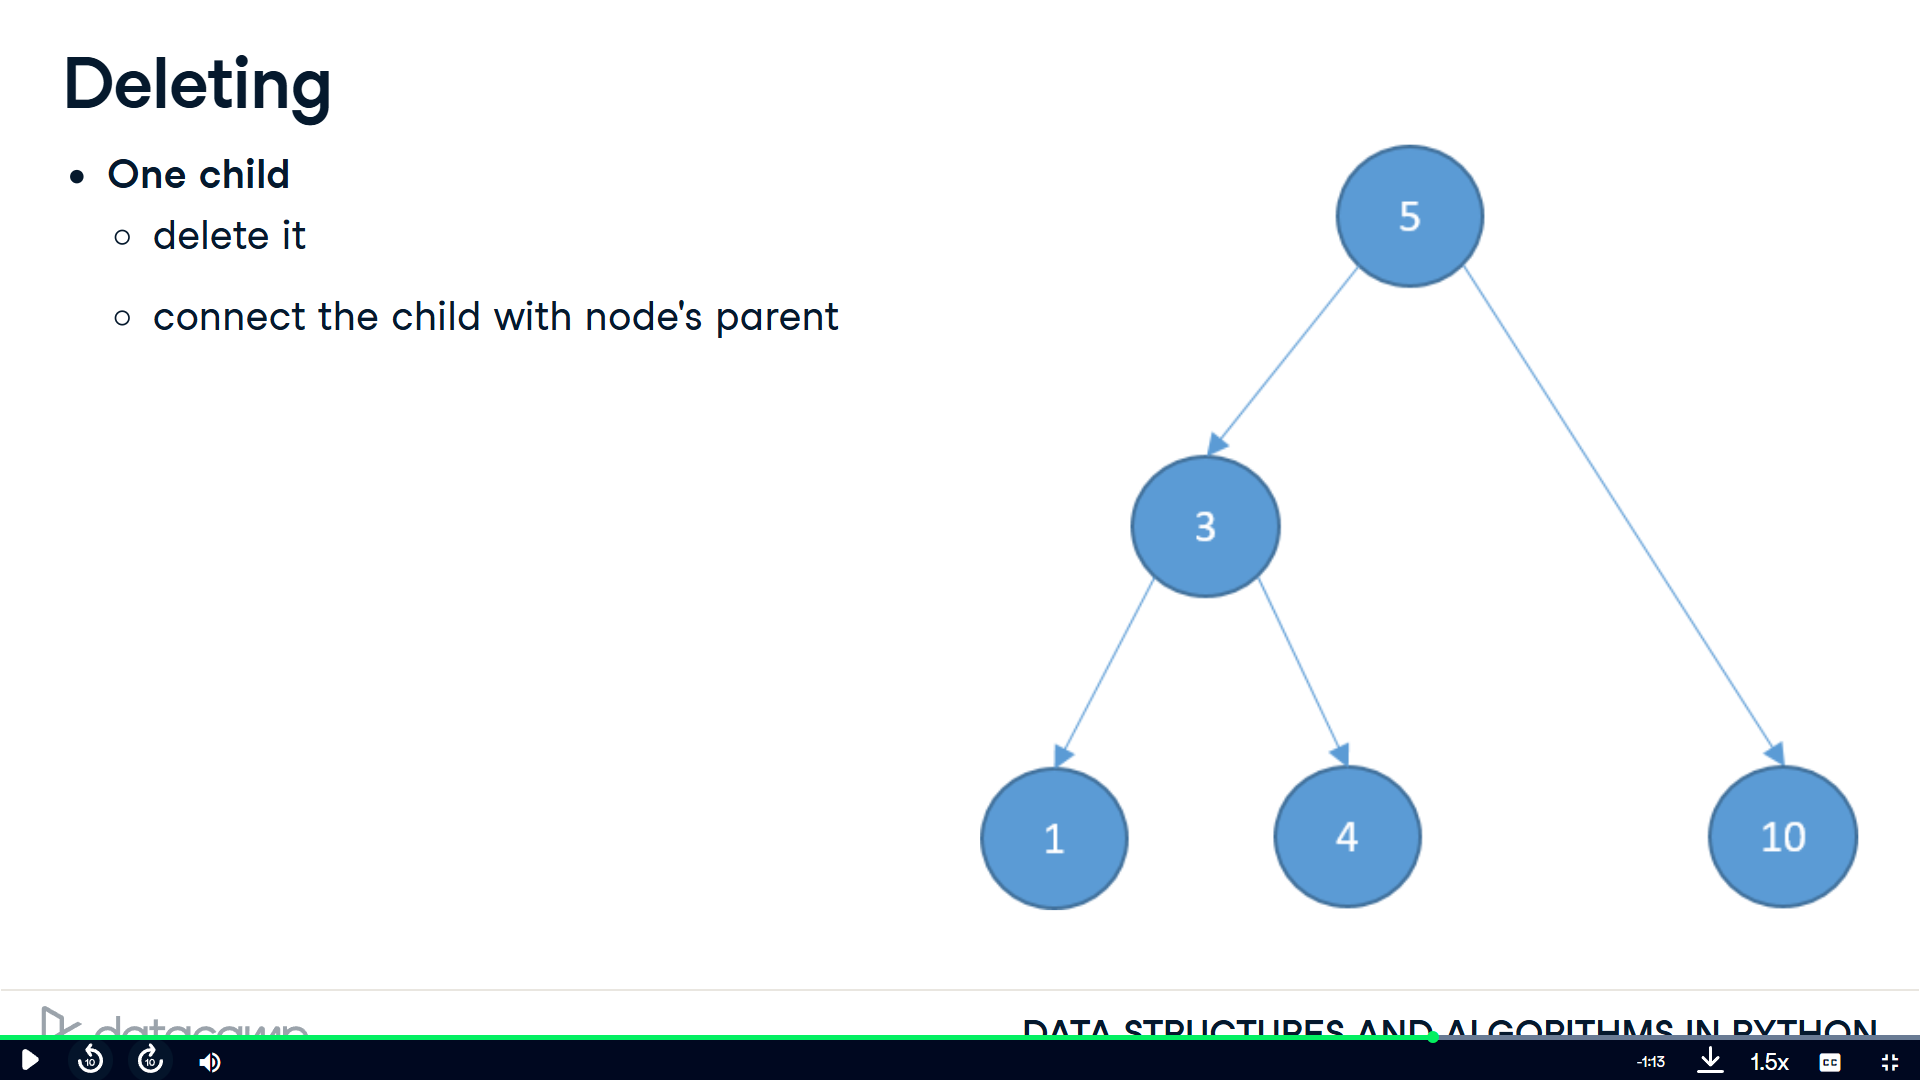 Deleting
One child
delete it
connect the child with node's parent
5
3
1
4
10
datacamp
DATA STRUCTURES AND ALGORITHMS IN PYTHON
10
10
-1:13
1.5x
CC